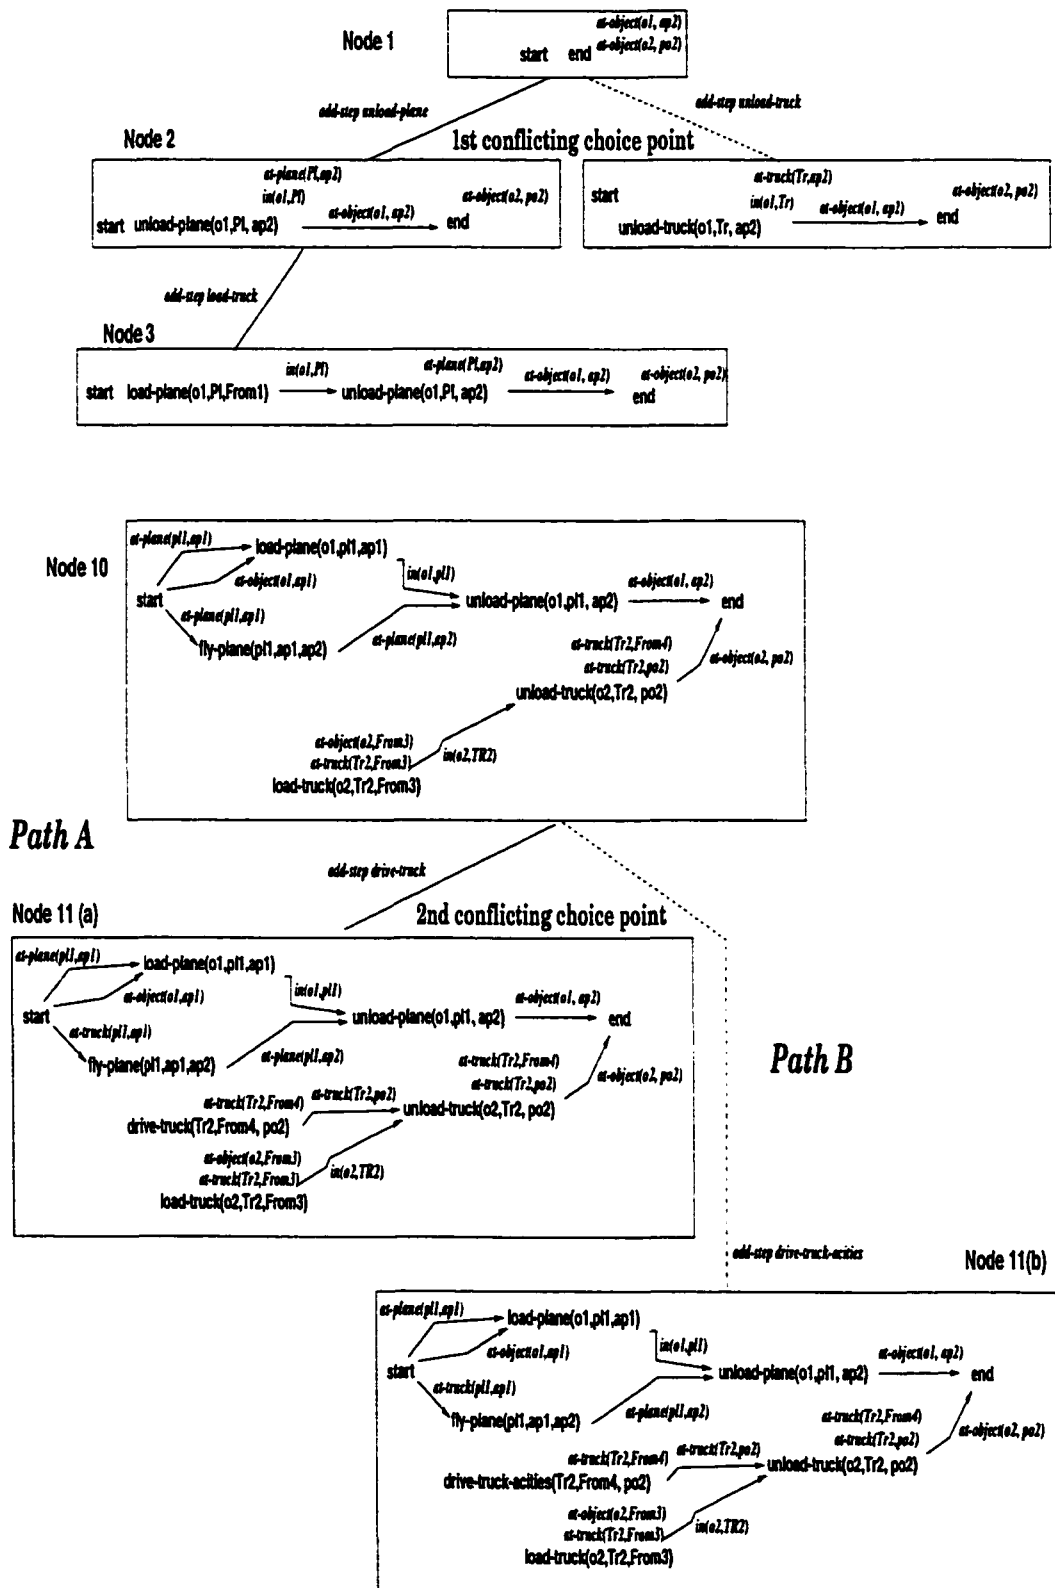 at-object(o1, ap2)
Node 1
at-object(o2, po2)
start end
add-step unload-plane
add-step unload-truck
Node 2
1st conflicting choice point
at-plane(Pl,ap2)
in(o1,Pl)
at-object(o2, po2)
at-object(o1, ap2)
start unload-plane(o1,Pl, ap2)
end
start
at-truck(Tr,ap2)
in(o1,Tr)
at-object(o2, po2)
at-object(o1, ap2)
unload-truck(o1,Tr, ap2)
end
add-step load-truck
Node 3
in(o1,Pl)
at-plane(Pl,ap2)
at-object(o1, ap2)
at-object(o2, po2)
start load-plane(o1,Pl,From1)
unload-plane(o1,Pl, ap2)
end
Node 10
at-plane(pl1,ap1)
load-plane(o1,pl1,ap1)
at-object(o1,ap1)
in(o1,pl1)
at-object(o1, ap2)
start
unload-plane(o1,pl1, ap2)
end
at-plane(pl1,ap1)
fly-plane(pl1,ap1,ap2)
at-plane(pl1,ap2)
at-truck(Tr2,From4)
at-truck(Tr2,po2)
at-object(o2, po2)
unload-truck(o2,Tr2, po2)
at-object(o2,From3)
at-truck(Tr2,From3)
in(o2,TR2)
load-truck(o2,Tr2,From3)
Path A
add-step drive-truck
Node 11 (a)
2nd conflicting choice point
at-plane(pl1,ap1)
load-plane(o1,pl1,ap1)
at-object(o1,ap1)
in(o1,pl1)
at-object(o1, ap2)
start
unload-plane(o1,pl1, ap2)
end
at-truck(pl1,ap1)
fly-plane(pl1,ap1,ap2)
at-plane(pl1,ap2)
at-truck(Tr2,From4)
at-truck(Tr2,po2)
at-object(o2, po2)
at-truck(Tr2,From4)
at-truck(Tr2,po2)
drive-truck(Tr2,From4, po2)
unload-truck(o2,Tr2, po2)
at-object(o2,From3)
at-truck(Tr2,From3)
in(o2,TR2)
load-truck(o2,Tr2,From3)
Path B
add-step drive-truck-acities
Node 11(b)
at-plane(pl1,ap1)
load-plane(o1,pl1,ap1)
at-object(o1,ap1)
in(o1,pl1)
at-object(o1, ap2)
start
unload-plane(o1,pl1, ap2)
end
at-truck(pl1,ap1)
fly-plane(pl1,ap1,ap2)
at-plane(pl1,ap2)
at-truck(Tr2,From4)
at-truck(Tr2,po2)
at-object(o2, po2)
at-truck(Tr2,From4)
at-truck(Tr2,po2)
drive-truck-acities(Tr2,From4, po2)
unload-truck(o2,Tr2, po2)
at-object(o2,From3)
at-truck(Tr2,From3)
in(o2,TR2)
load-truck(o2,Tr2,From3)